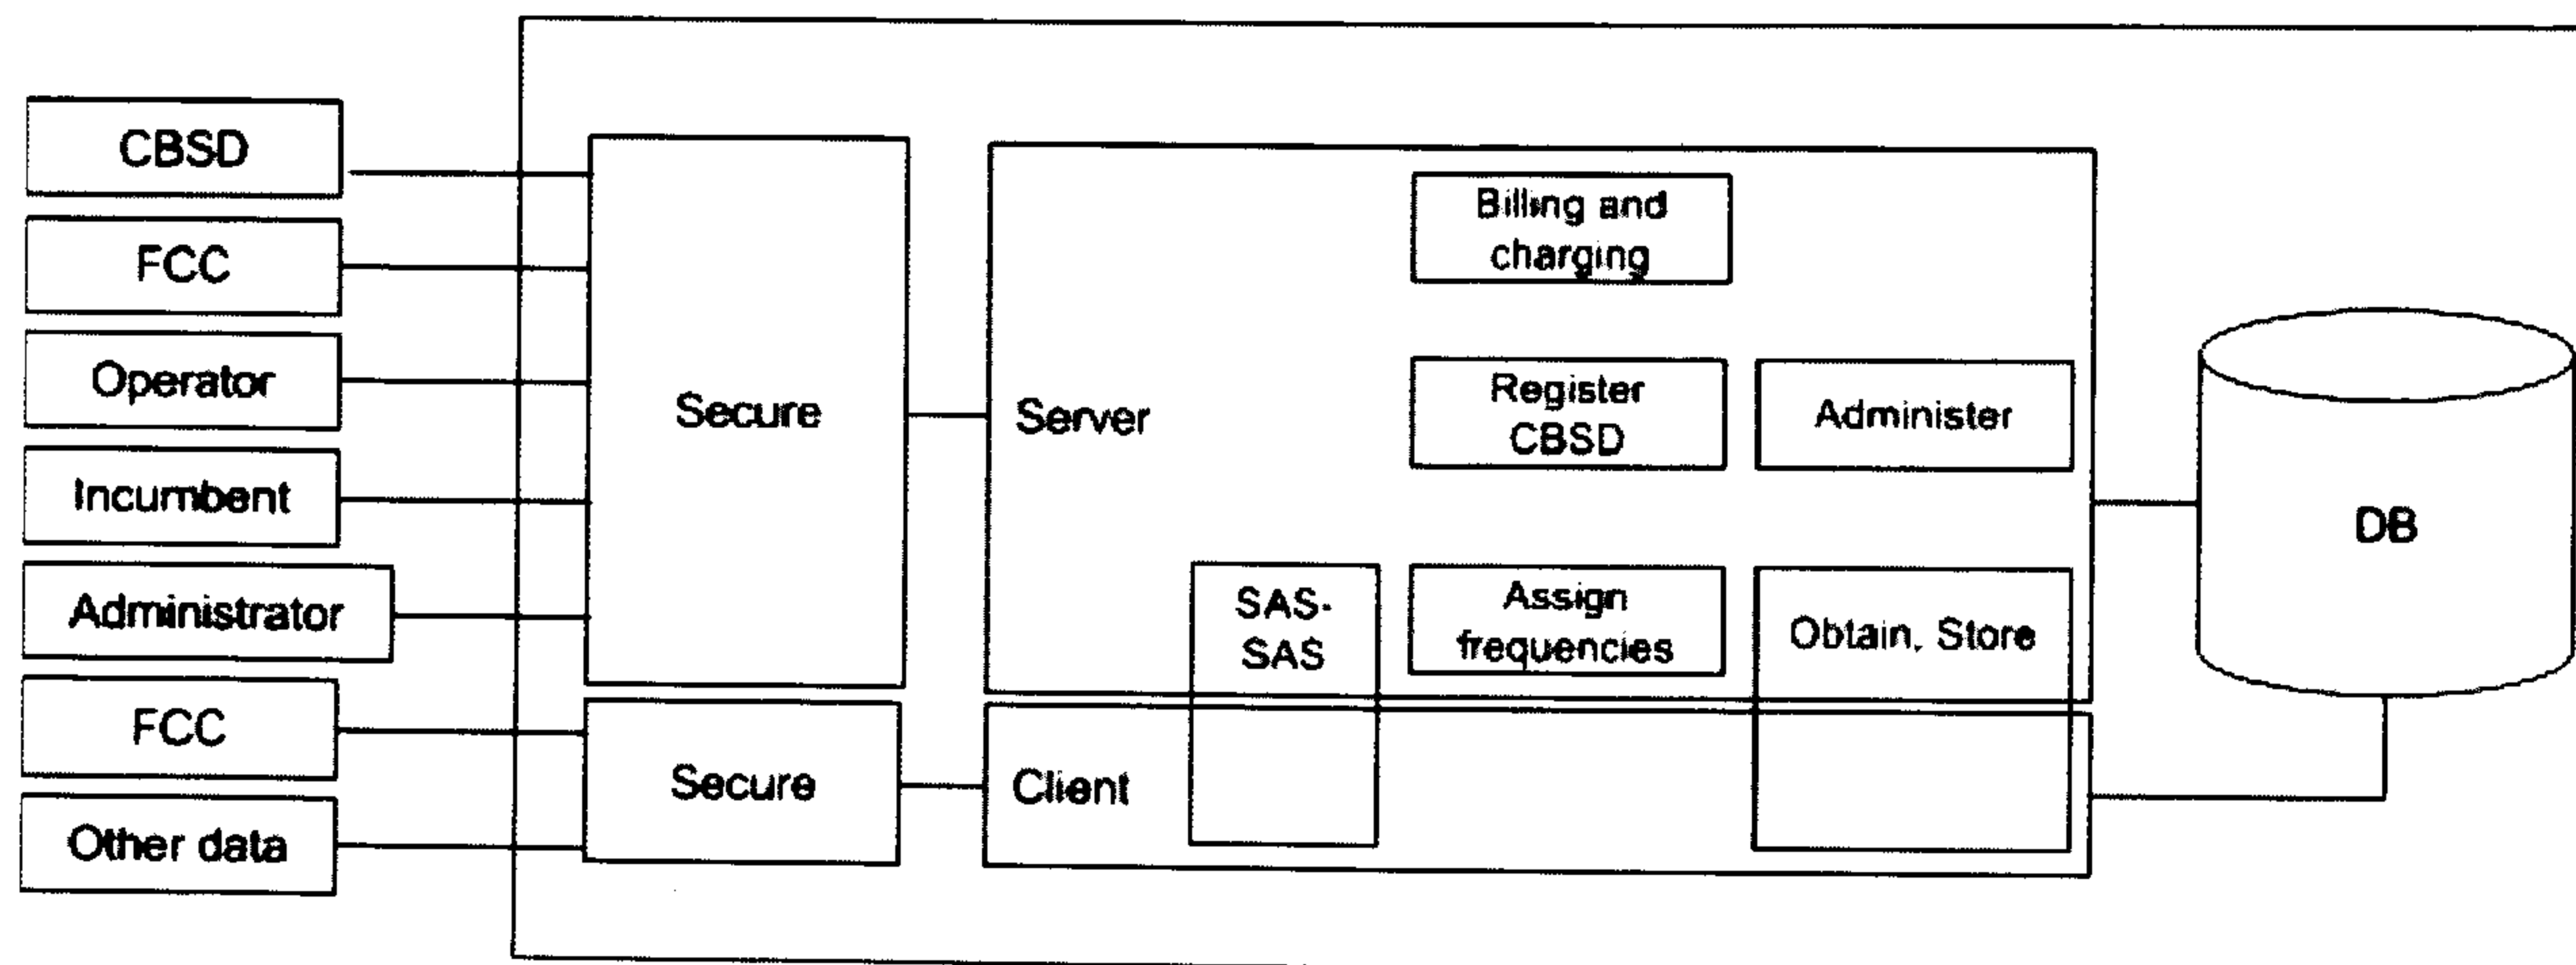 CBSD
FCC
Operator
Incumbent
Administrator
FCC
Other data
Secure
Secure
Server
Billing and
charging
Register
CBSD
Administer
SAS-
SAS
Assign
frequencies
Obtain, Store
Client
DB